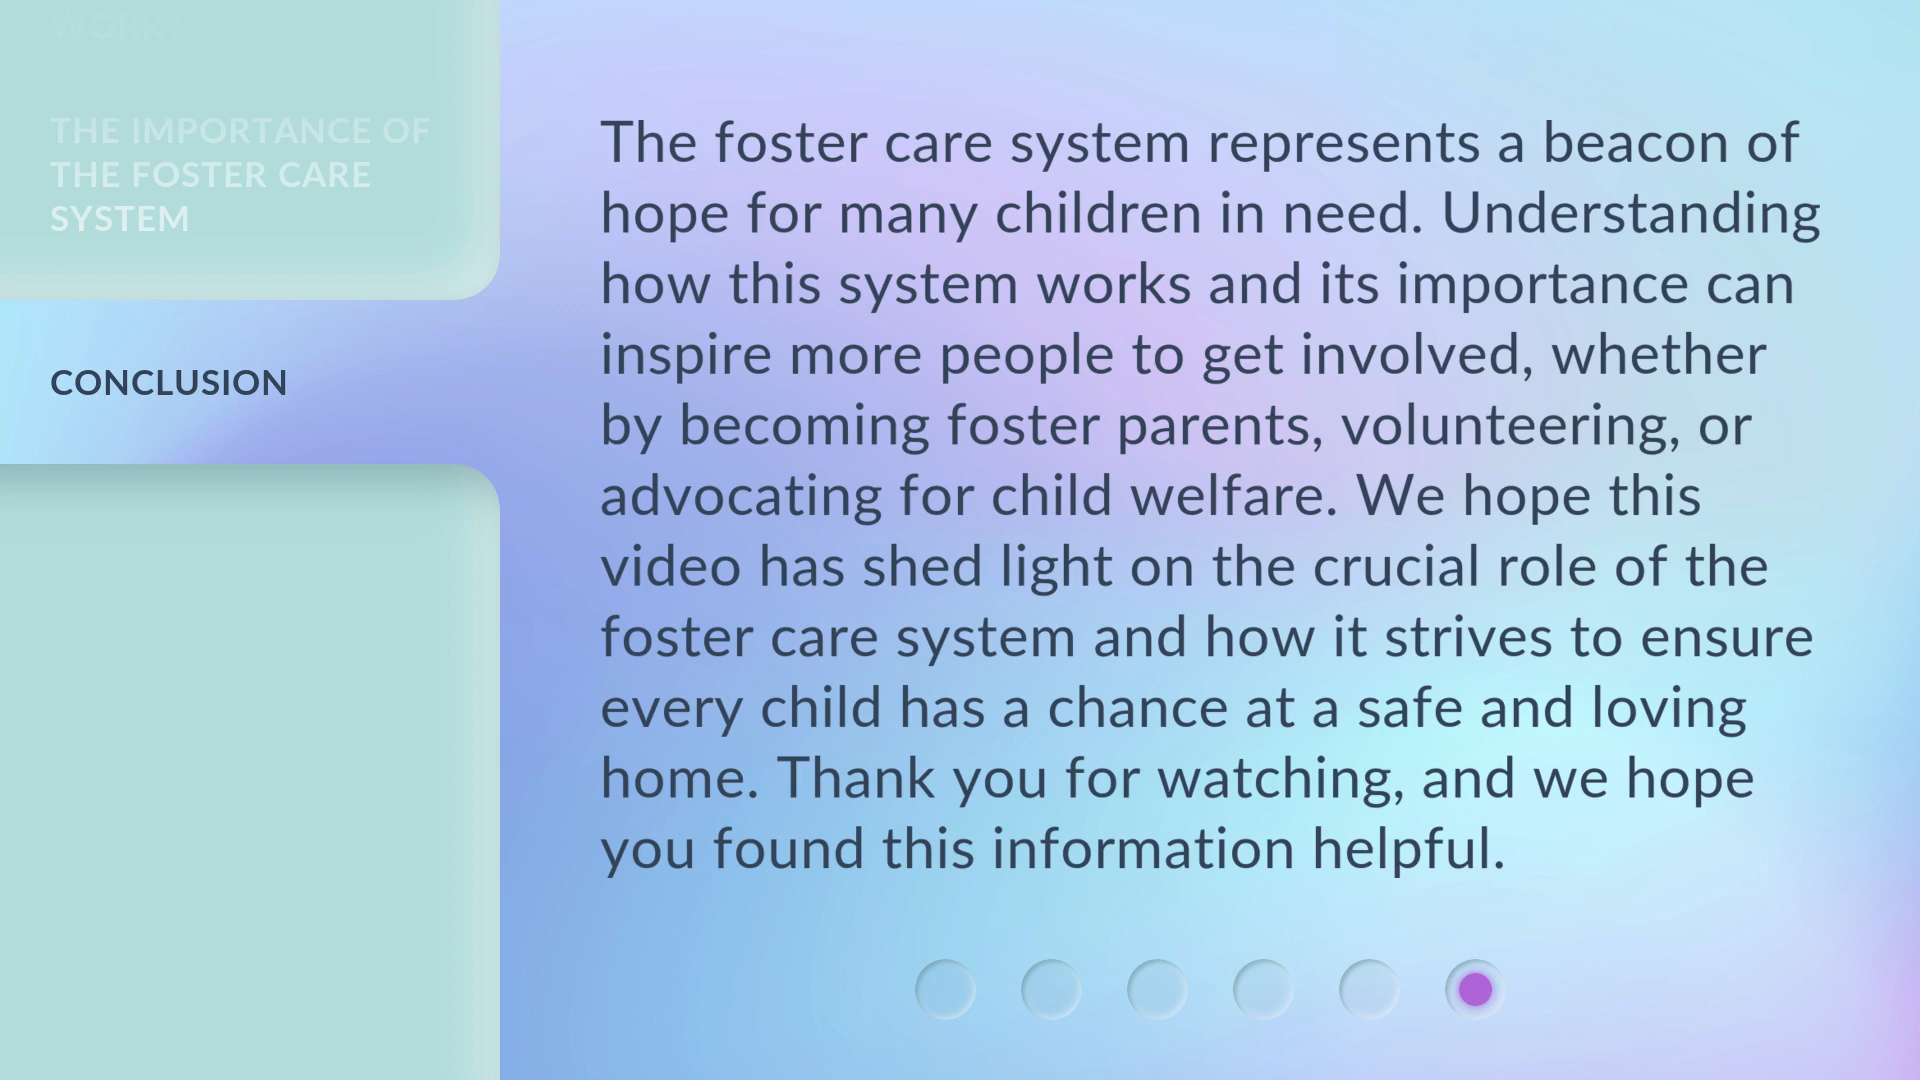 WORK?
THE IMPORTANCE OF
THE FOSTER CARE
SYSTEM
CONCLUSION
The foster care system represents a beacon of
hope for many children in need. Understanding
how this system works and its importance can
inspire more people to get involved, whether
by becoming foster parents, volunteering, or
advocating for child welfare. We hope this
video has shed light on the crucial role of the
foster care system and how it strives to ensure
every child has a chance at a safe and loving
home. Thank you for watching, and we hope
you found this information helpful.